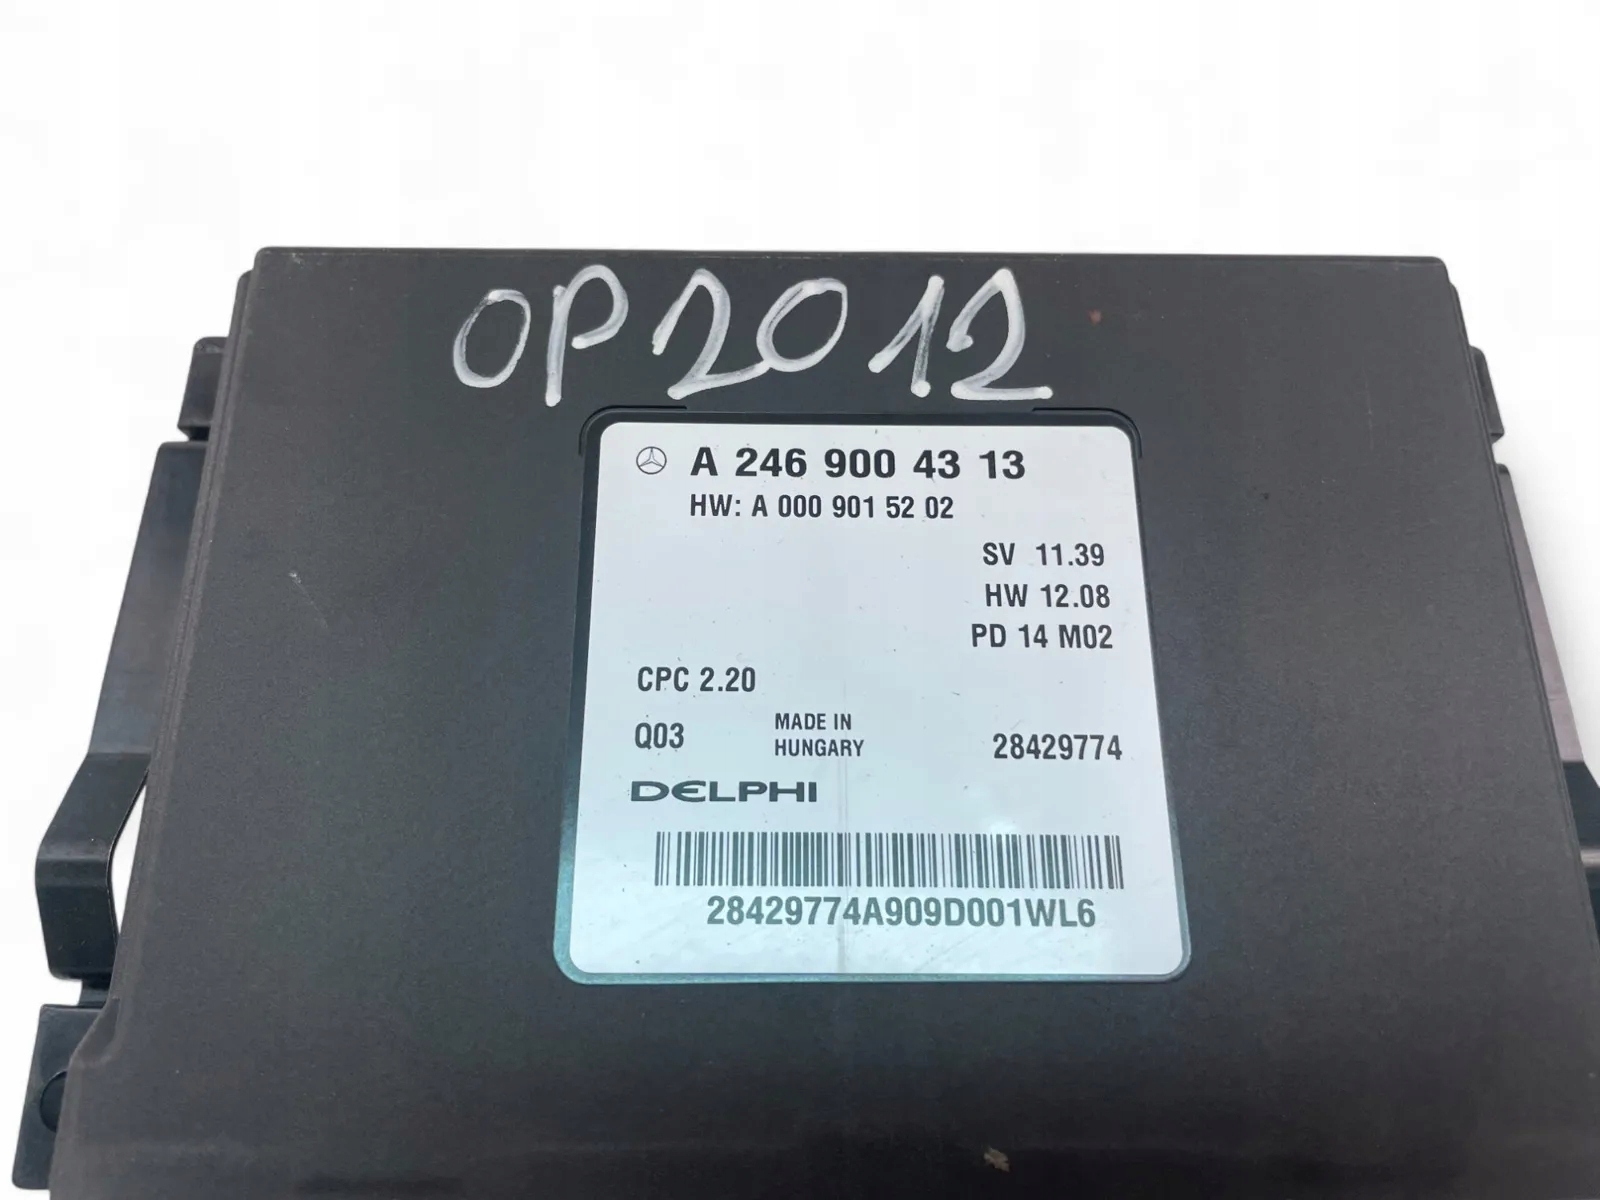 OP2012
A 246 900 43 13
HW: A 000 901 52 02
SV 11.39
HW 12.08
PD 14 M02
CPC 2.20
Q03
MADE IN
HUNGARY
28429774
DELPHI
28429774A909D001WL6